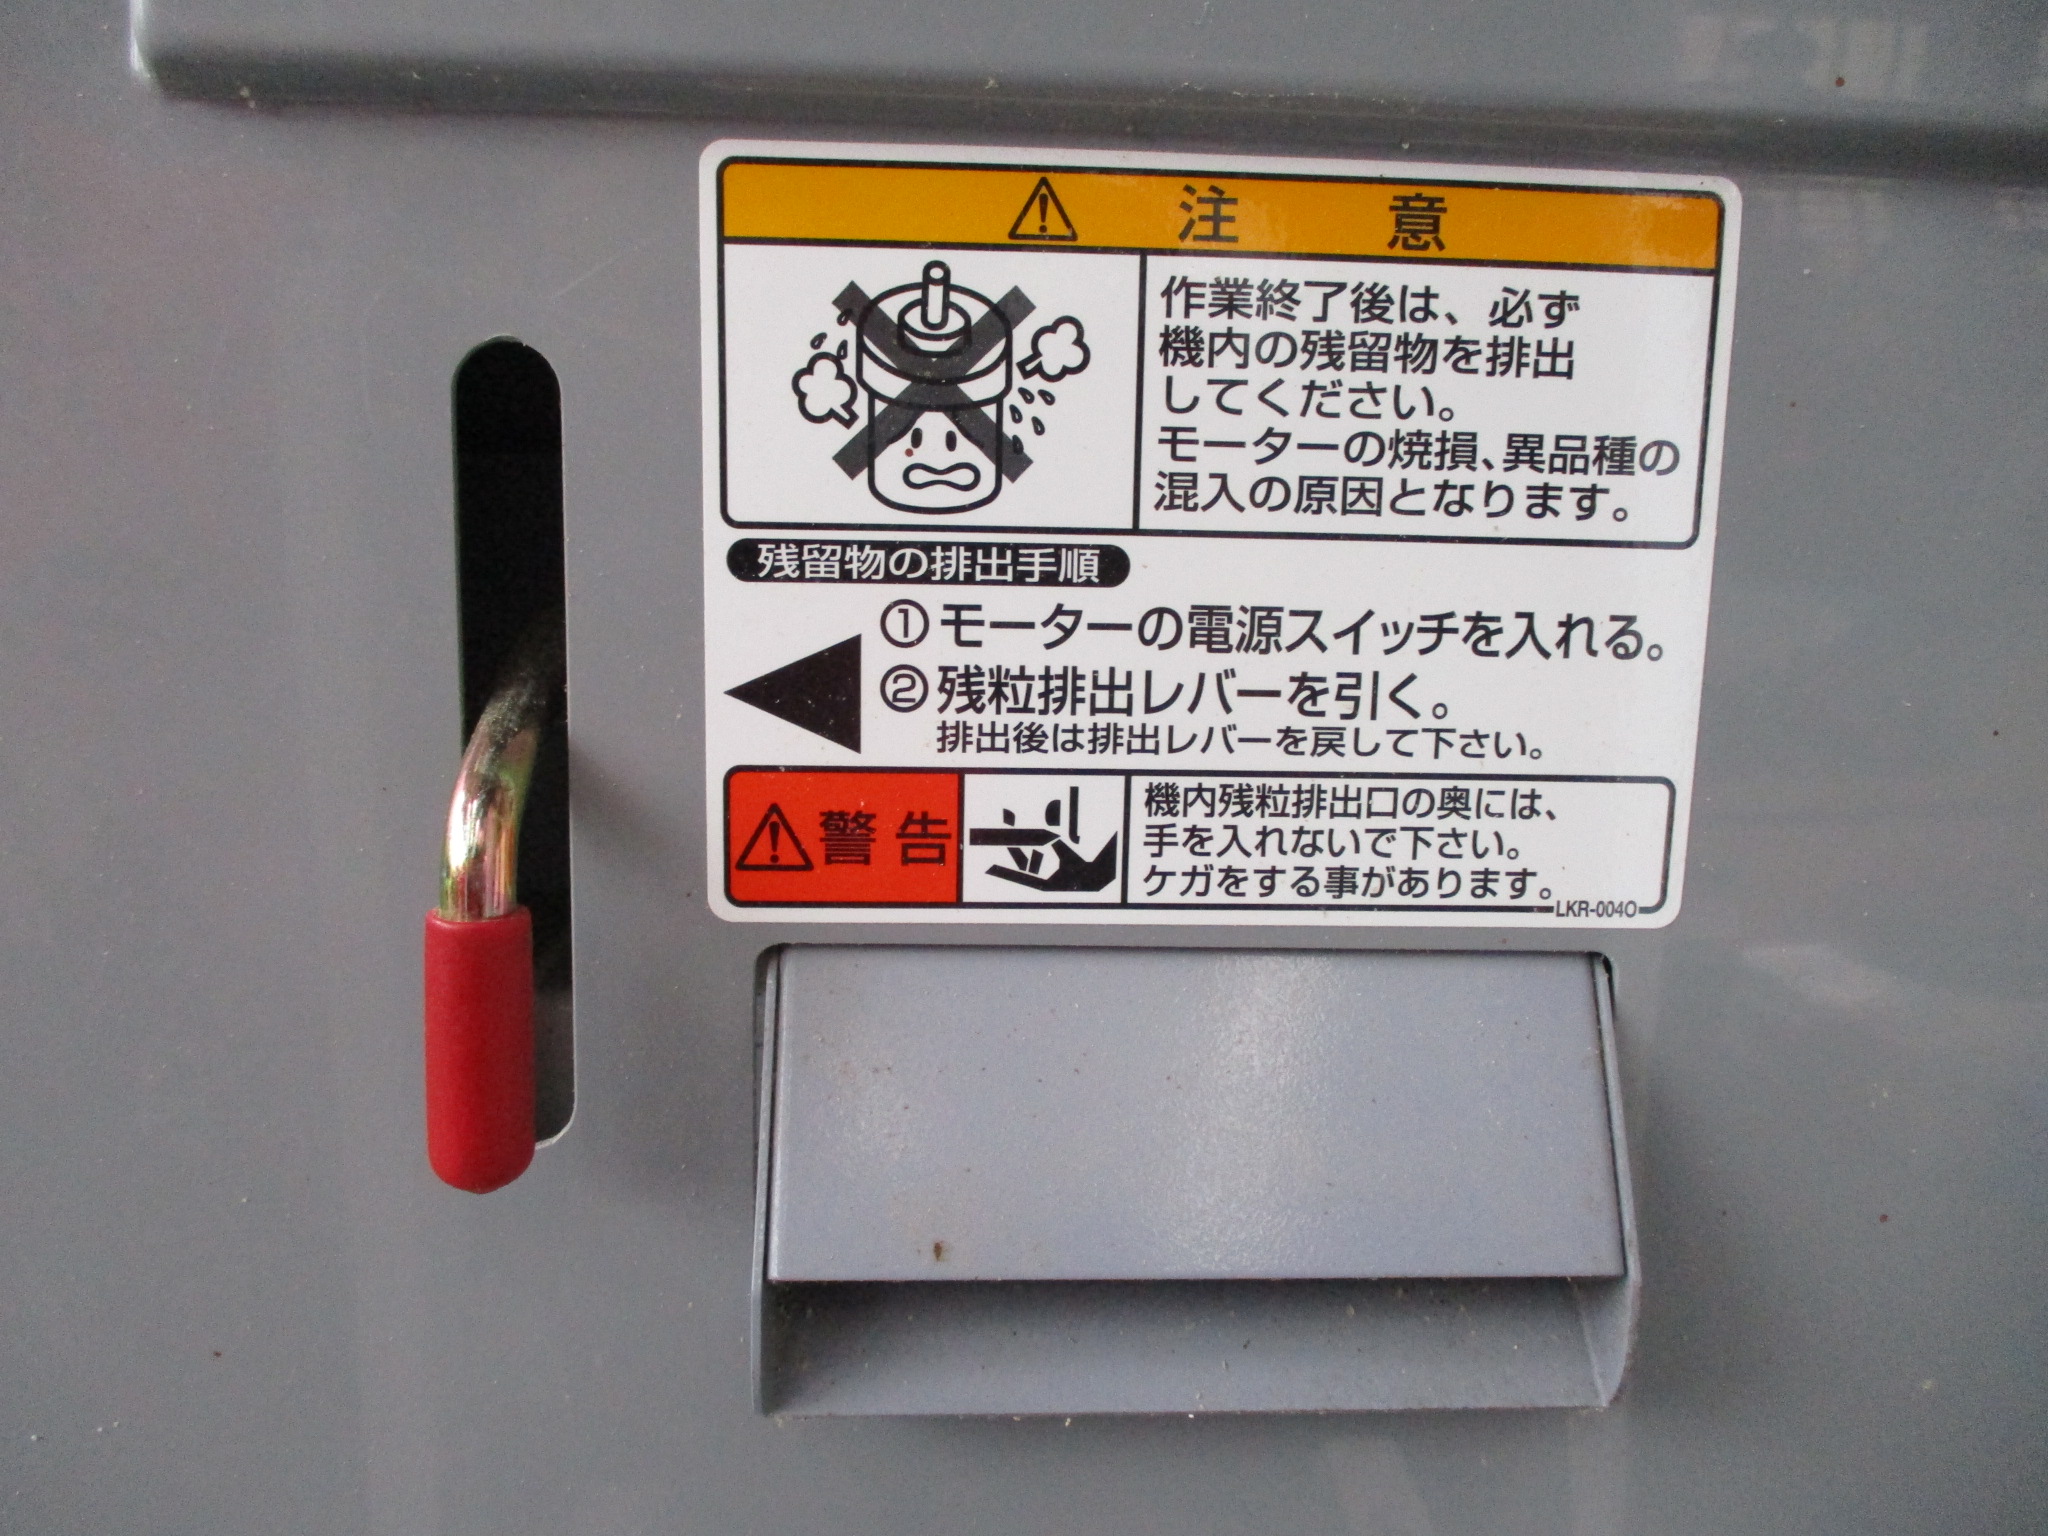 注 意
作業終了後は、必ず
機内の残留物を排出
してください。
モーターの焼損、異品種の
混入の原因となります。
残留物の排出手順
①モーターの電源スイッチを入れる。
②残粒排出レバーを引く。
排出後は排出レバーを戻して下さい。
警告
機内残粒排出口の奥には、
手を入れないで下さい。
ケガをする事があります。
LKR-004O